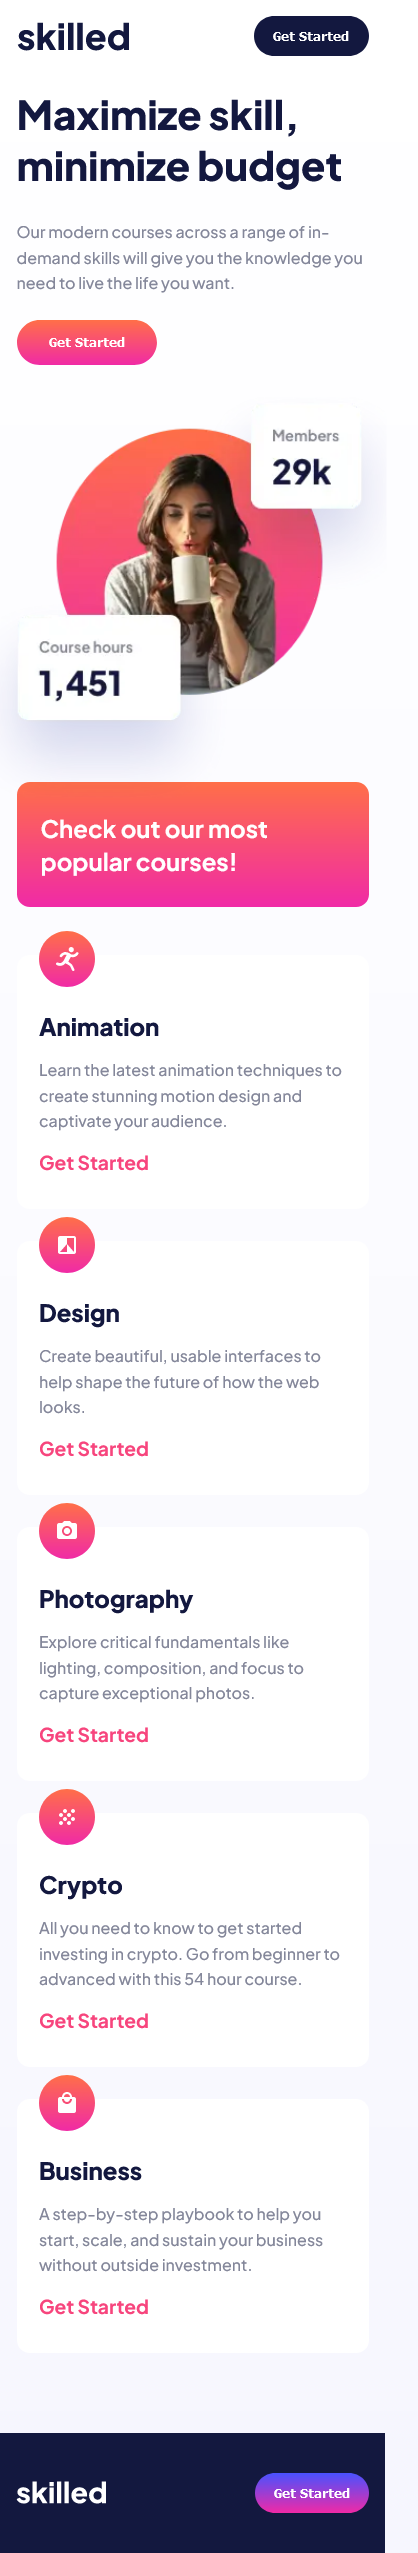 skilled
Get Started
Maximize skill,
minimize budget
Our modern courses across a range of in-
demand skills will give you the knowledge you
need to live the life you want.
Get Started
Members
29k
Course hours
1,451
Check out our most
popular courses!
Animation
Learn the latest animation techniques to
create stunning motion design and
captivate your audience.
Get Started
Design
Create beautiful, usable interfaces to
help shape the future of how the web
looks.
Get Started
Photography
Explore critical fundamentals like
lighting, composition, and focus to
capture exceptional photos.
Get Started
Crypto
All you need to know to get started
investing in crypto. Go from beginner to
advanced with this 54 hour course.
Get Started
Business
A step-by-step playbook to help you
start, scale, and sustain your business
without outside investment.
Get Started
skilled
Get Started